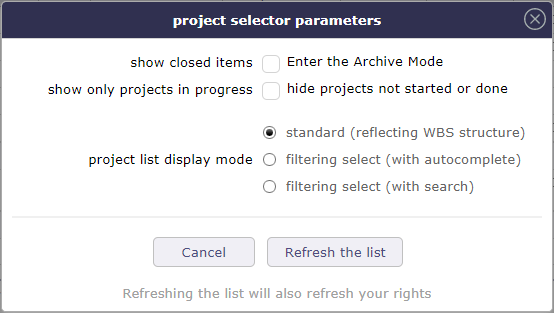 project selector parameters
show closed items Enter the Archive Mode
show only projects in progress hide projects not started or done
standard (reflecting WBS structure)
project list display mode filtering select (with autocomplete)
filtering select (with search)
Cancel Refresh the list
Refreshing the list will also refresh your rights